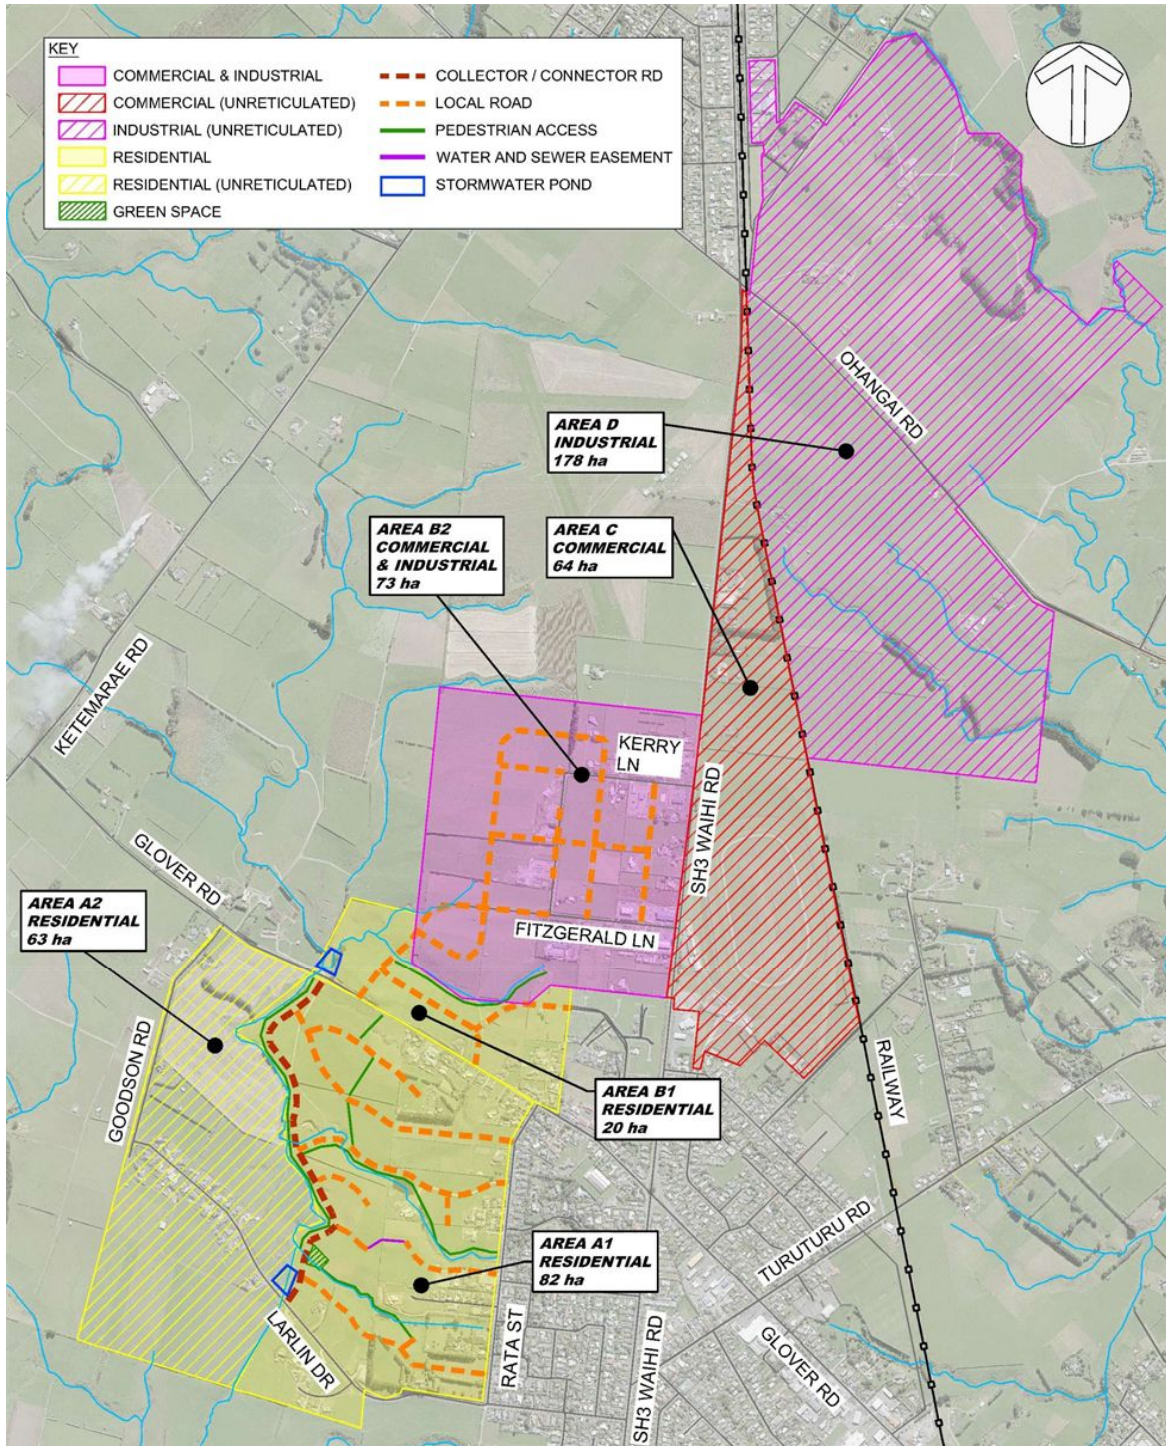 KEY
COMMERCIAL & INDUSTRIAL
COMMERCIAL (UNRETICULATED)
INDUSTRIAL (UNRETICULATED)
RESIDENTIAL
RESIDENTIAL (UNRETICULATED)
GREEN SPACE
COLLECTOR / CONNECTOR RD
LOCAL ROAD
PEDESTRIAN ACCESS
WATER AND SEWER EASEMENT
STORMWATER POND
OHANGAI RD
AREA D
INDUSTRIAL
178 ha
AREA B2
COMMERCIAL
& INDUSTRIAL
73 ha
AREA C
COMMERCIAL
64 ha
KETEMARAE RD
KERRY
LN
SH3 WAIHI RD
GLOVER RD
AREA A2
RESIDENTIAL
63 ha
FITZGERALD LN
GOODSON RD
RAILWAY
AREA B1
RESIDENTIAL
20 ha
TURUTURU RD
AREA A1
RESIDENTIAL
82 ha
LARLIN DR
RATA ST
SH3 WAIHI RD
GLOVER RD